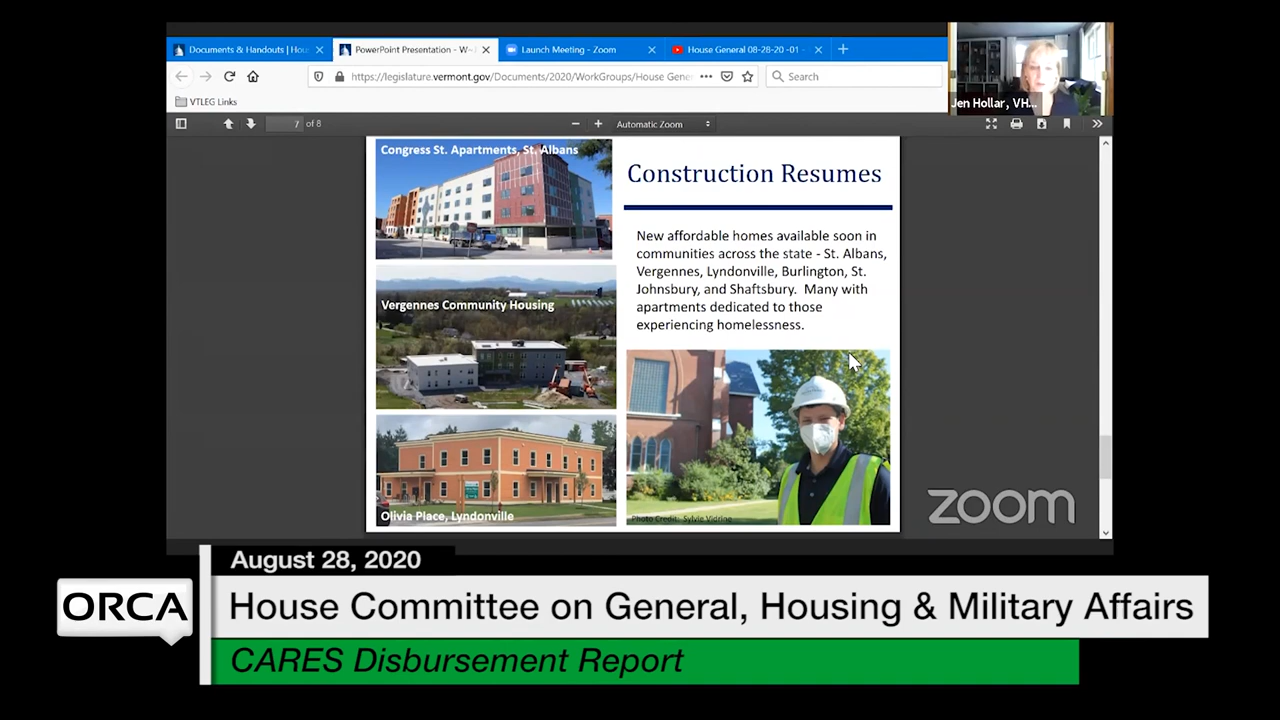 Documents & Handouts | Hou
PowerPoint Presentation - W~
Launch Meeting - Zoom
House General 08-28-20 -01 -
https://legislature.vermont.gov/Documents/2020/WorkGroups/House Gene
Search
VTLEG Links
Jen Hollar, VH...
7 of 8
Automatic Zoom
Congress St. Apartments, St. Albans
Vergennes Community Housing
Olivia Place, Lyndonville
Construction Resumes
New affordable homes available soon in
communities across the state - St. Albans,
Vergennes, Lyndonville, Burlington, St.
Johnsbury, and Shaftsbury. Many with
apartments dedicated to those
experiencing homelessness.
Photo Credit: Sylvie Vidrine
zoom
August 28, 2020
ORCA
House Committee on General, Housing & Military Affairs
CARES Disbursement Report